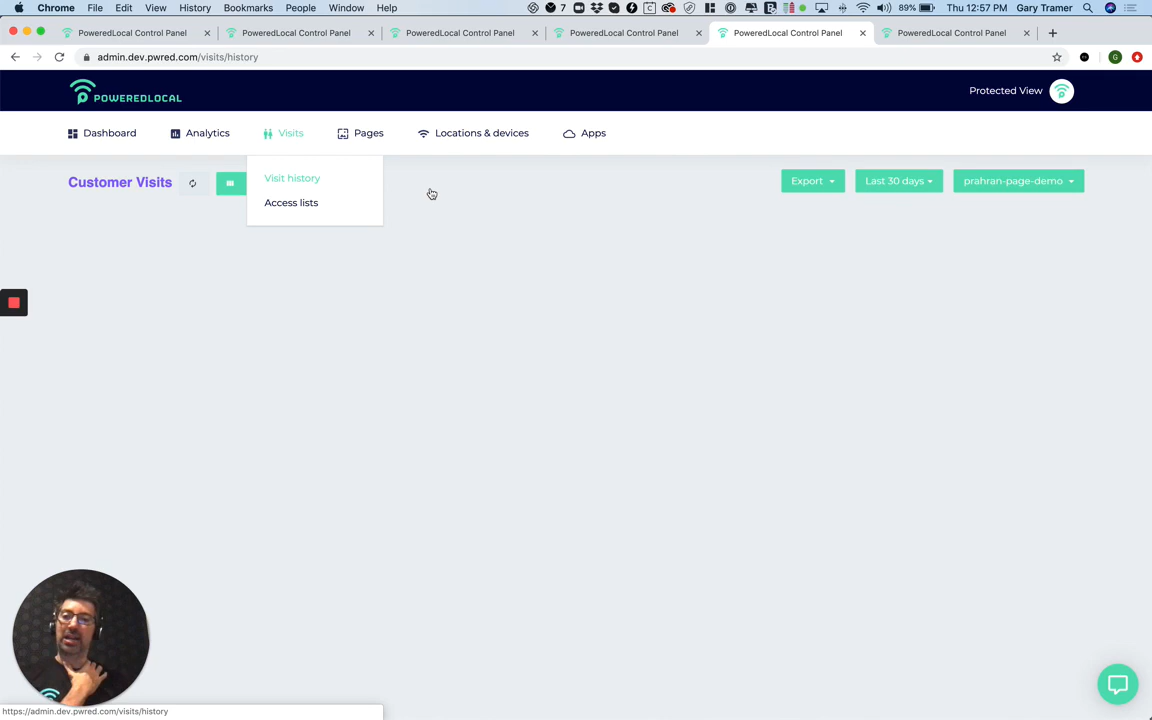 Chrome File Edit View History Bookmarks People Window Help 7 89% Thu 12:57 PM Gary Tramer
PoweredLocal Control Panel PoweredLocal Control Panel PoweredLocal Control Panel PoweredLocal Control Panel PoweredLocal Control Panel PoweredLocal Control Panel
admin.dev.pwred.com/visits/history G
POWEREDLOCAL Protected View
Dashboard Analytics Visits Pages Locations & devices Apps
Customer Visits Visit history Export Last 30 days prahran-page-demo
Access lists
https://admin.dev.pwred.com/visits/history